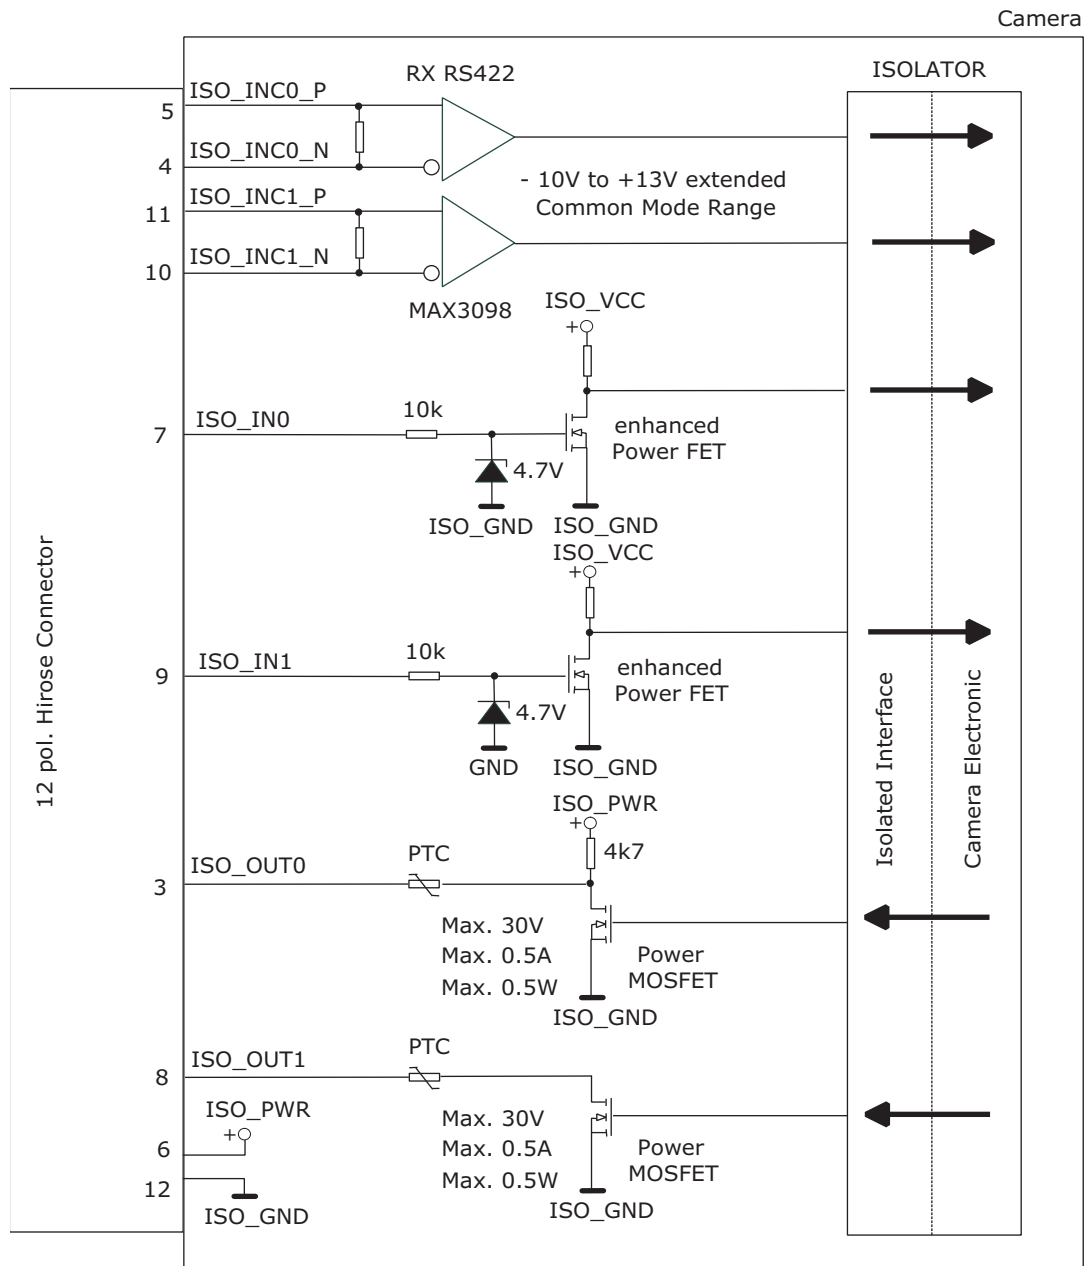 Camera
RX RS422
ISOLATOR
ISO_INC0_P
5
ISO_INC0_N
4
ISO_INC1_P
11
- 10V to +13V extended
Common Mode Range
ISO_INC1_N
10
MAX3098
ISO_VCC
+
ISO_IN0
10k
7
enhanced
Power FET
4.7V
ISO_GND
ISO_GND
ISO_VCC
+
12 pol. Hirose Connector
ISO_IN1
10k
9
enhanced
Power FET
4.7V
GND
ISO_GND
Isolated Interface
Camera Electronic
ISO_PWR
+
4k7
ISO_OUT0
PTC
3
Max. 30V
Max. 0.5A
Max. 0.5W
Power
MOSFET
ISO_GND
ISO_OUT1
PTC
8
ISO_PWR
+
6
12
ISO_GND
Max. 30V
Max. 0.5A
Max. 0.5W
Power
MOSFET
ISO_GND